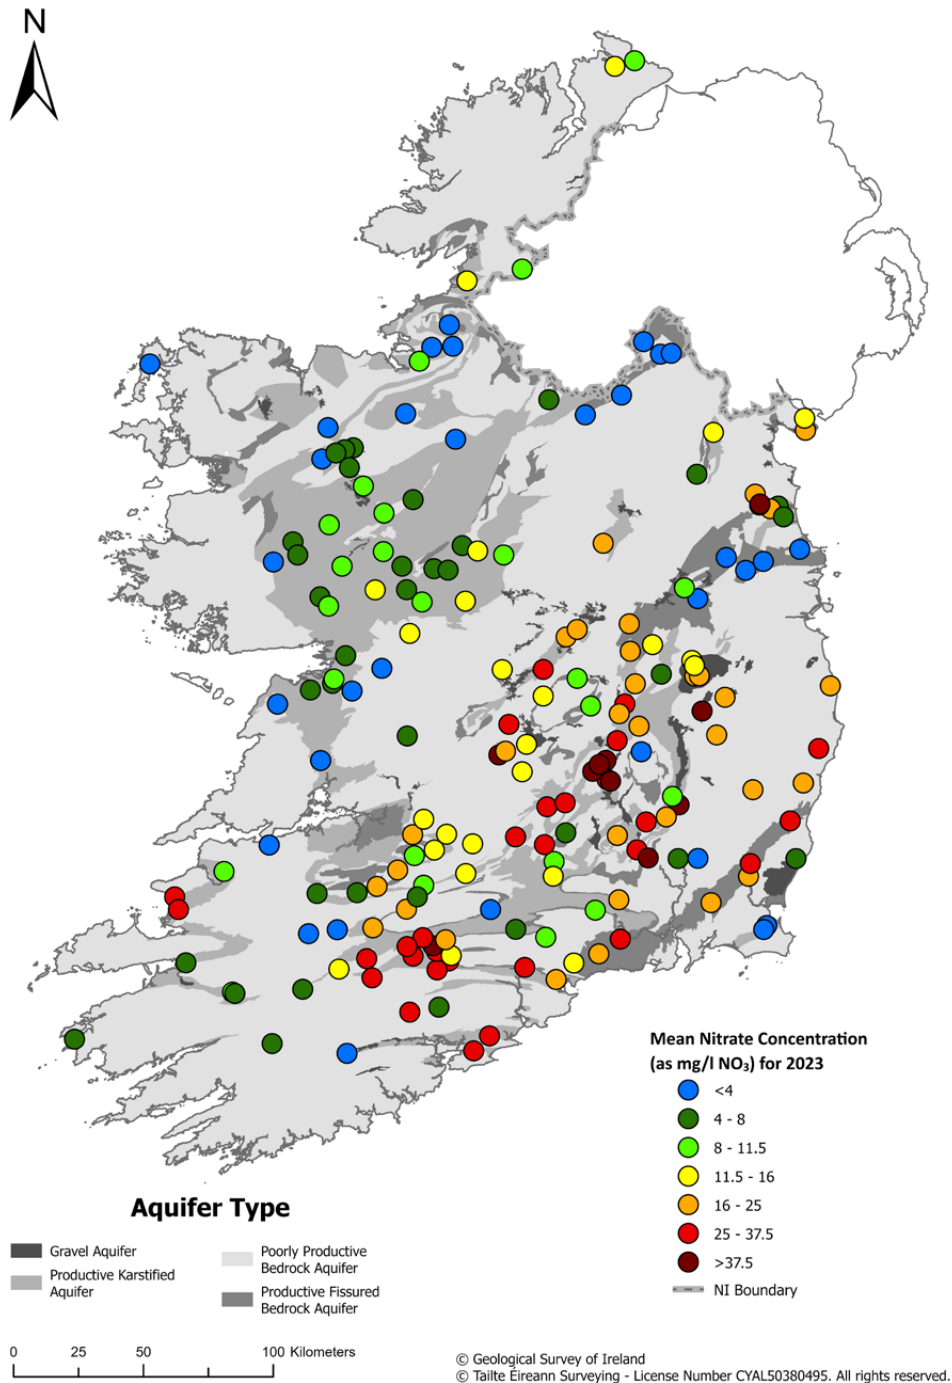 N
Mean Nitrate Concentration
(as mg/l NO₃) for 2023
<4
4 - 8
8 - 11.5
11.5 - 16
16 - 25
25 - 37.5
>37.5
NI Boundary
Aquifer Type
Gravel Aquifer
Productive Karstified
Aquifer
Poorly Productive
Bedrock Aquifer
Productive Fissured
Bedrock Aquifer
0 25 50 100 Kilometers
© Geological Survey of Ireland
© Tailte Éireann Surveying - License Number CYAL50380495. All rights reserved.